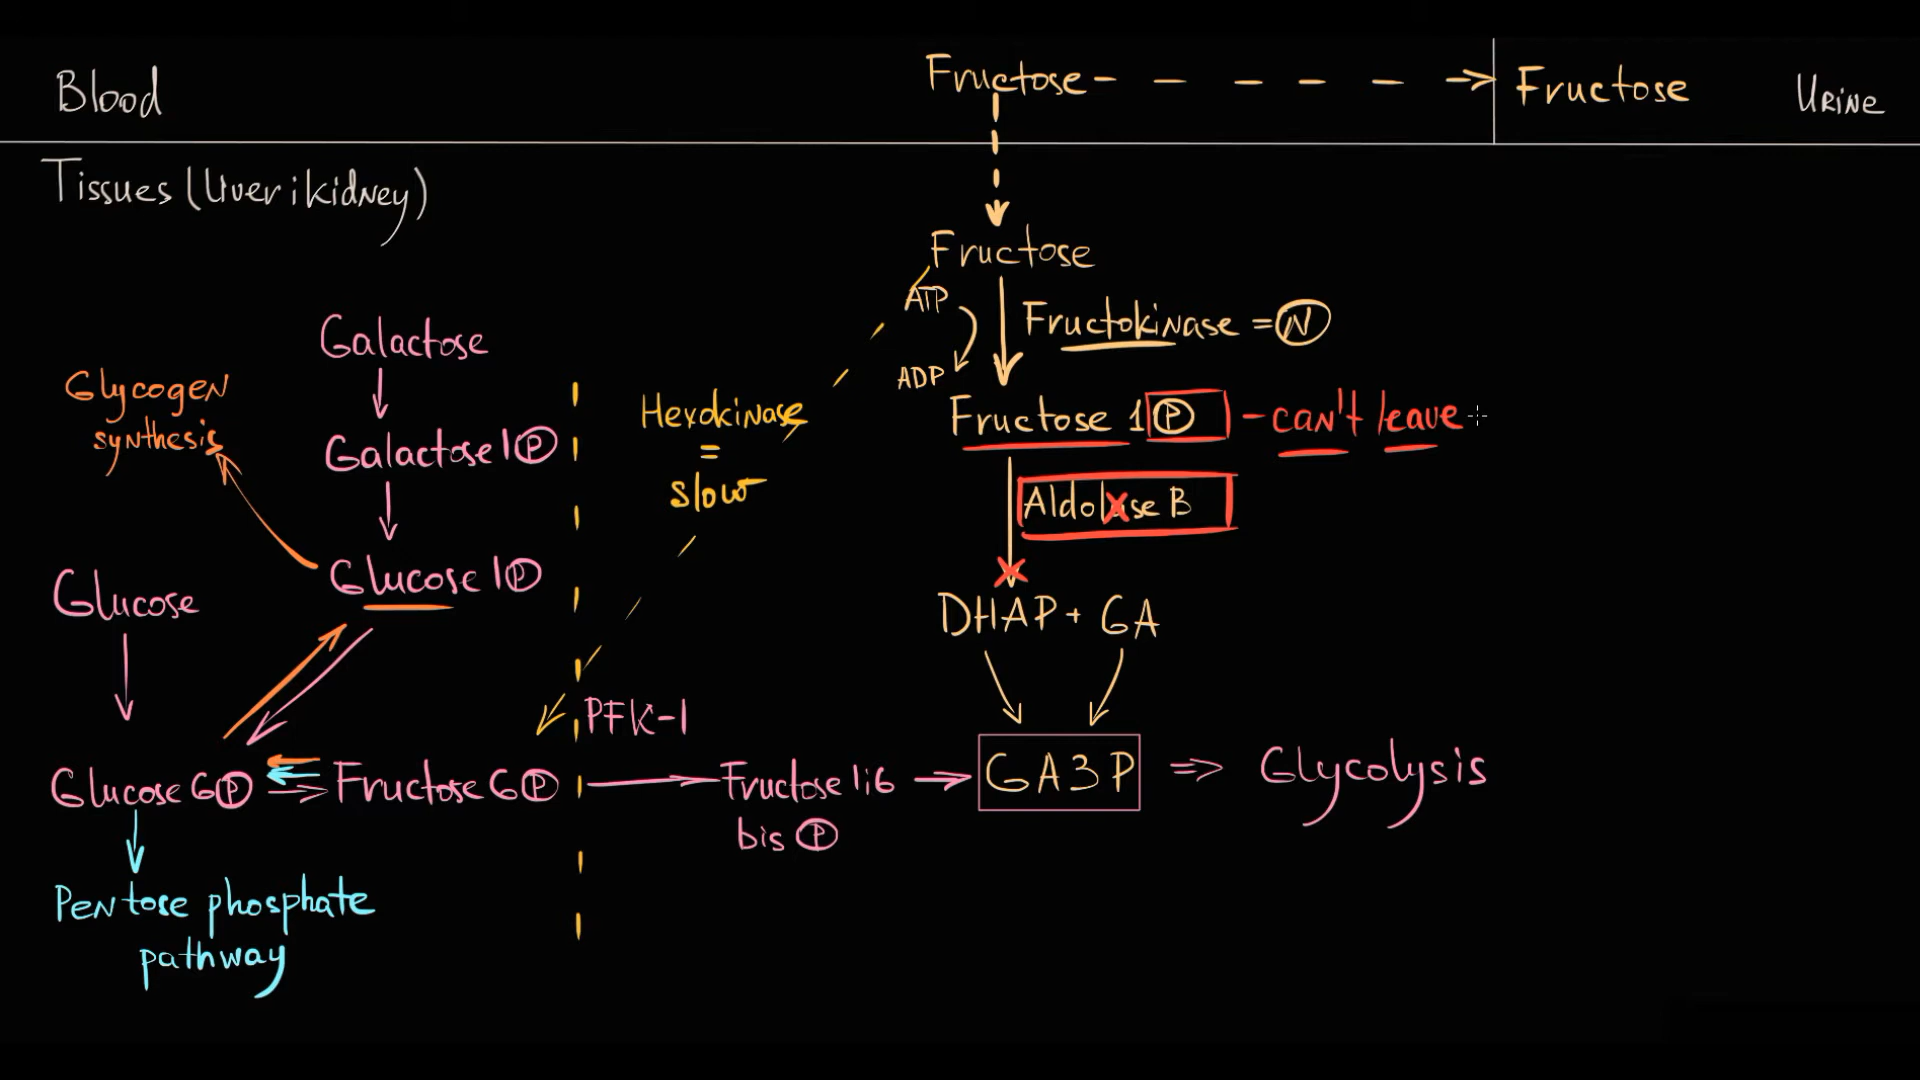 Blood
Fructose
Fructose
Urine
Tissues (liver i kidney)
Fructose
ATP
Fructokinase = N
ADP
Galactose
Glycogen
synthesis
Hexokinase
=
slow
Fructose 1 P - can't leave
Galactose 1 P
Aldolase B
Glucose
Glucose 1 P
DHAP + GA
PFK-1
Glucose 6 P
Fructose 6 P
Fructose 1i6
bis P
GA3P
Glycolysis
Pentose phosphate
pathway